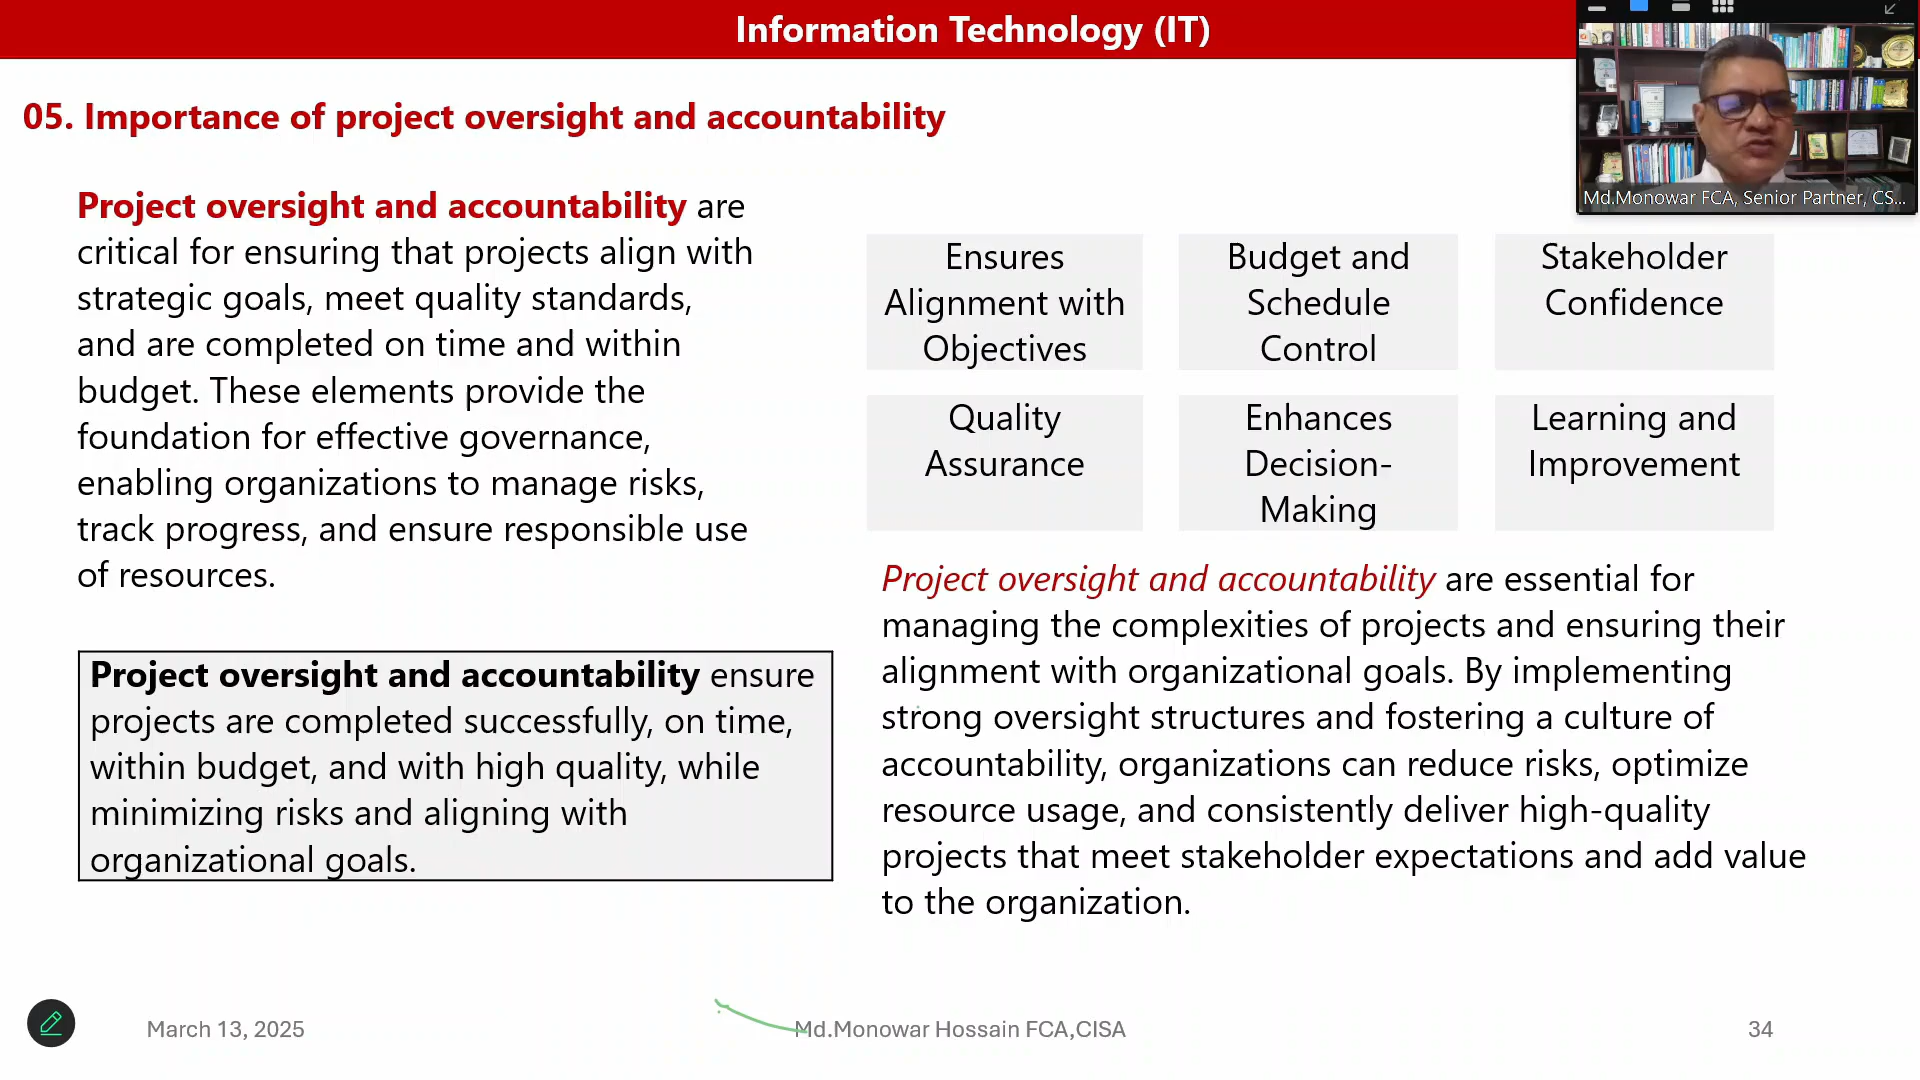 Information Technology (IT)
05. Importance of project oversight and accountability
Project oversight and accountability are
critical for ensuring that projects align with
strategic goals, meet quality standards,
and are completed on time and within
budget. These elements provide the
foundation for effective governance,
enabling organizations to manage risks,
track progress, and ensure responsible use
of resources.
Project oversight and accountability ensure
projects are completed successfully, on time,
within budget, and with high quality, while
minimizing risks and aligning with
organizational goals.
Md.Monowar FCA, Senior Partner, CS...
Ensures
Alignment with
Objectives
Budget and
Schedule
Control
Stakeholder
Confidence
Quality
Assurance
Enhances
Decision-
Making
Learning and
Improvement
Project oversight and accountability are essential for
managing the complexities of projects and ensuring their
alignment with organizational goals. By implementing
strong oversight structures and fostering a culture of
accountability, organizations can reduce risks, optimize
resource usage, and consistently deliver high-quality
projects that meet stakeholder expectations and add value
to the organization.
March 13, 2025
Md.Monowar Hossain FCA,CISA
34